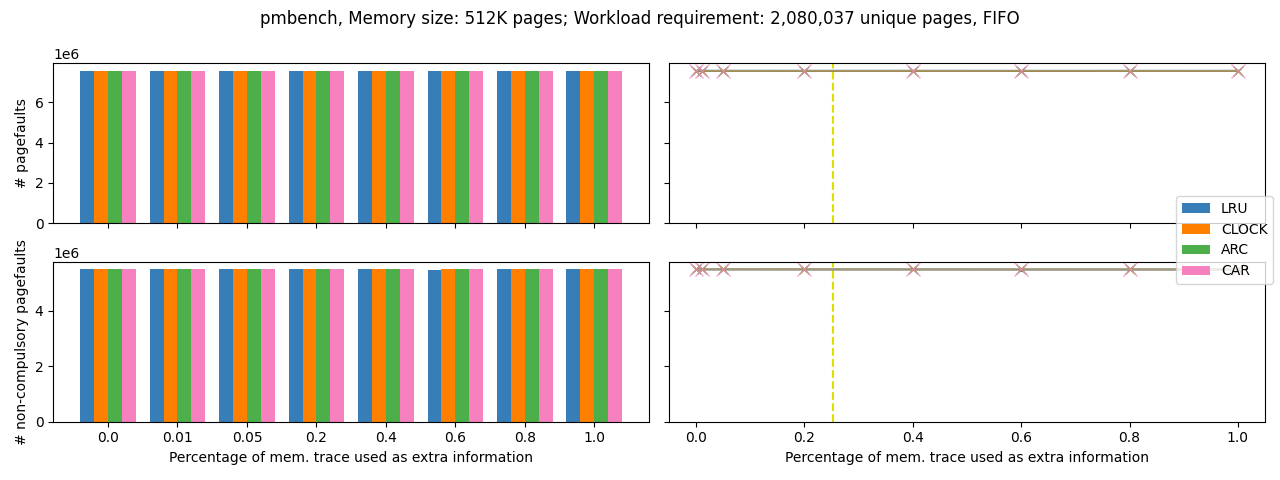 pmbench, Memory size: 512K pages; Workload requirement: 2,080,037 unique pages, FIFO
1e6
# pagefaults
6
4
2
0
1e6
# non-compulsory pagefaults
4
2
0
0.0 0.01 0.05 0.2 0.4 0.6 0.8 1.0
Percentage of mem. trace used as extra information
0.0 0.2 0.4 0.6 0.8 1.0
Percentage of mem. trace used as extra information
LRU
CLOCK
ARC
CAR